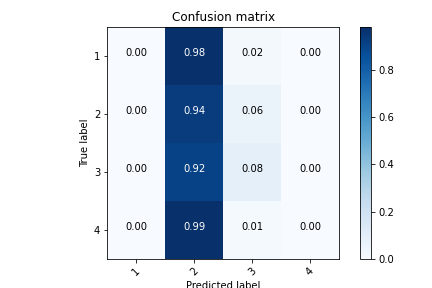 Confusion matrix
1 0.00 0.98 0.02 0.00
2 0.00 0.94 0.06 0.00
3 0.00 0.92 0.08 0.00
4 0.00 0.99 0.01 0.00
1 2 3 4
True label
Predicted label
0.8
0.6
0.4
0.2
0.0